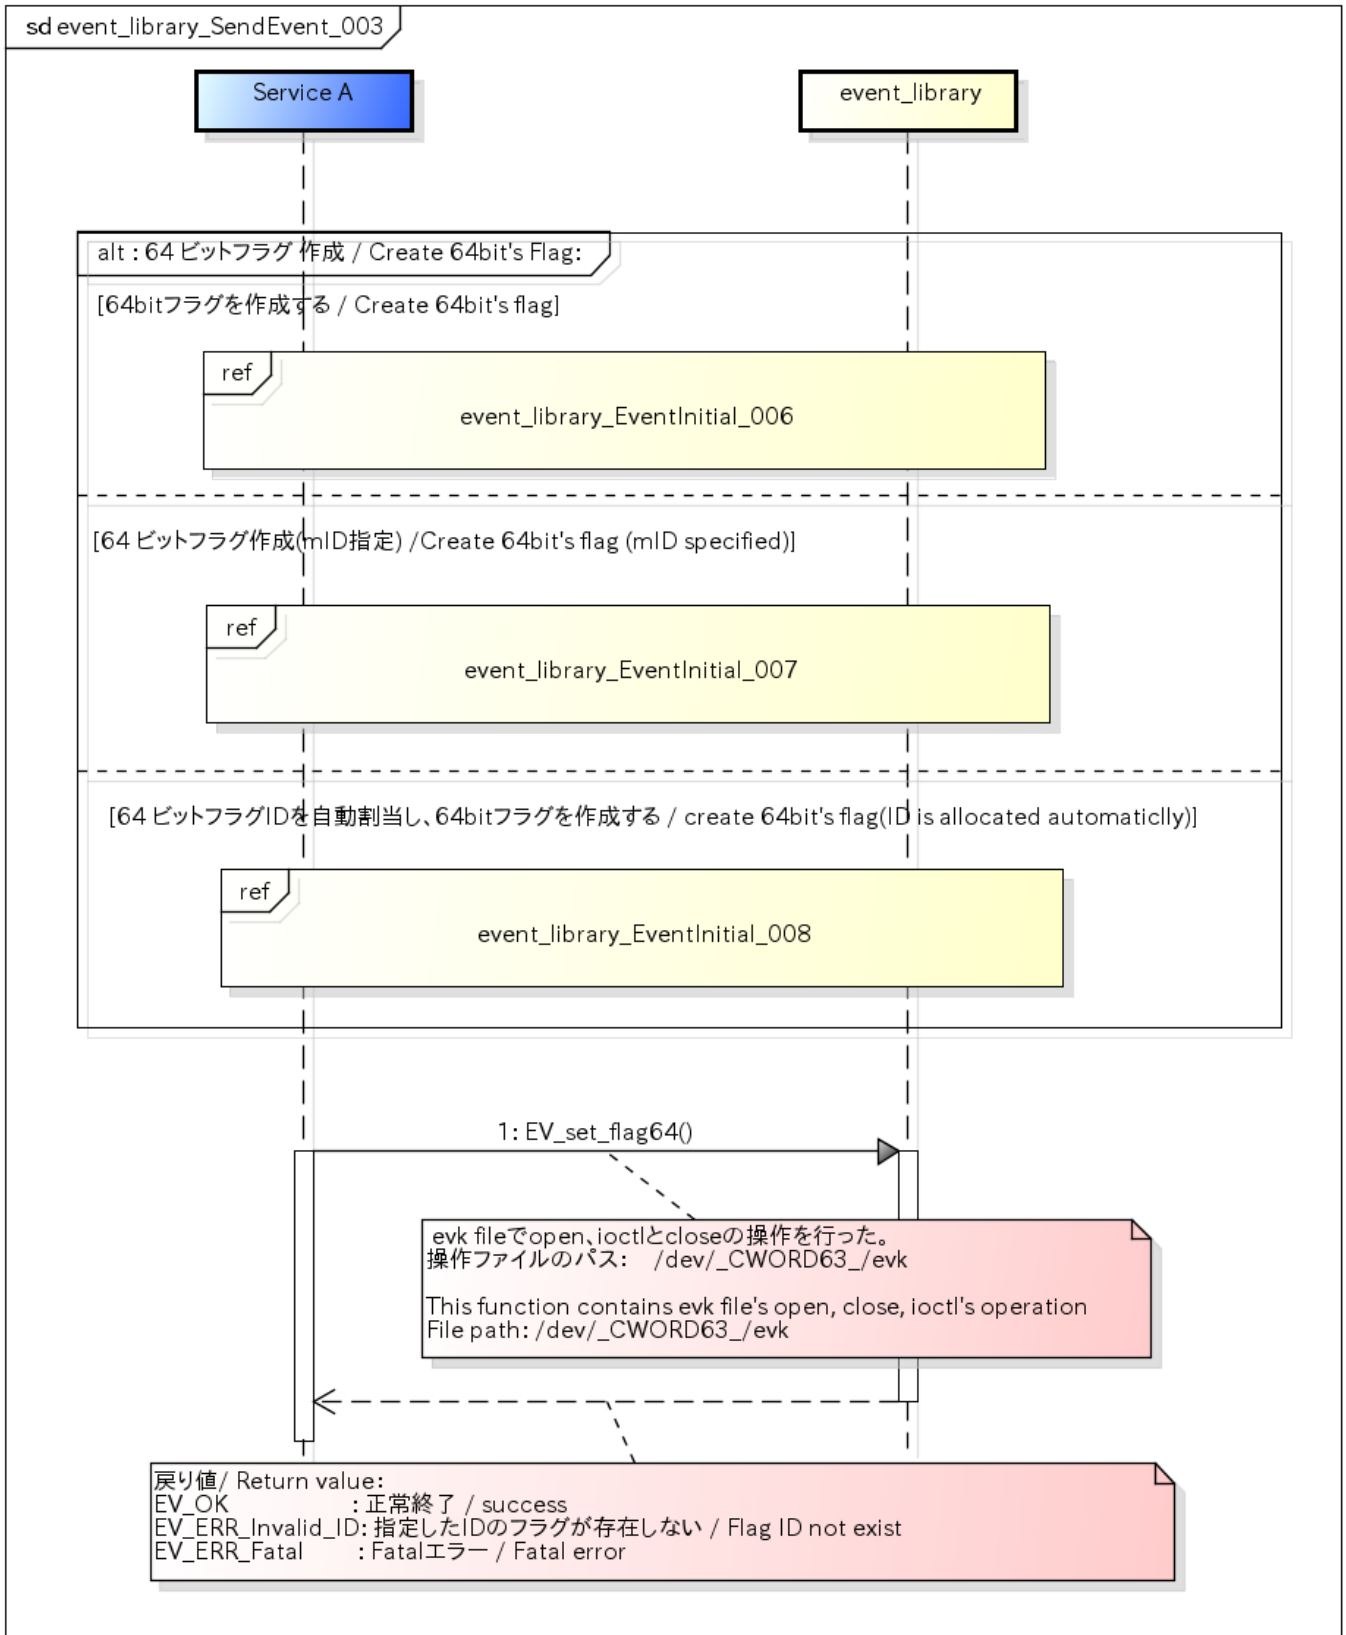 sd event_library_SendEvent_003
Service A
event_library
alt : 64 ビットフラグ 作成 / Create 64bit's Flag:
[64bitフラグを作成する / Create 64bit's flag]
ref
event_library_EventInitial_006
[64 ビットフラグ作成(mID指定) /Create 64bit's flag (mID specified)]
ref
event_library_EventInitial_007
[64 ビットフラグIDを自動割当し、64bitフラグを作成する / create 64bit's flag(ID is allocated automaticlly)]
ref
event_library_EventInitial_008
1: EV_set_flag64()
evk fileでopen、ioctlとcloseの操作を行った。
操作ファイルのパス： /dev/_CWORD63_/evk
This function contains evk file's open, close, ioctl's operation
File path: /dev/_CWORD63_/evk
戻り値/ Return value:
EV_OK : 正常終了 / success
EV_ERR_Invalid_ID: 指定したIDのフラグが存在しない / Flag ID not exist
EV_ERR_Fatal : Fatalエラー / Fatal error